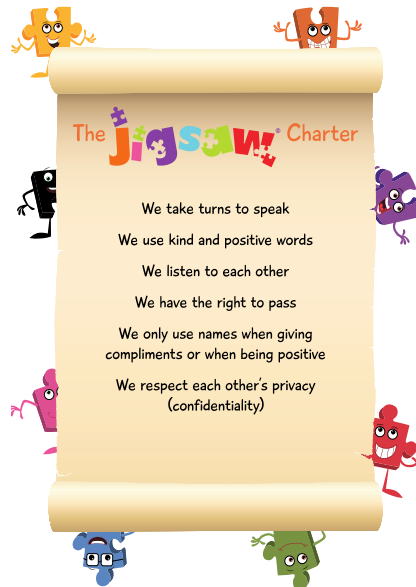 The Jigsaw® Charter
We take turns to speak
We use kind and positive words
We listen to each other
We have the right to pass
We only use names when giving
compliments or when being positive
We respect each other's privacy
(confidentiality)